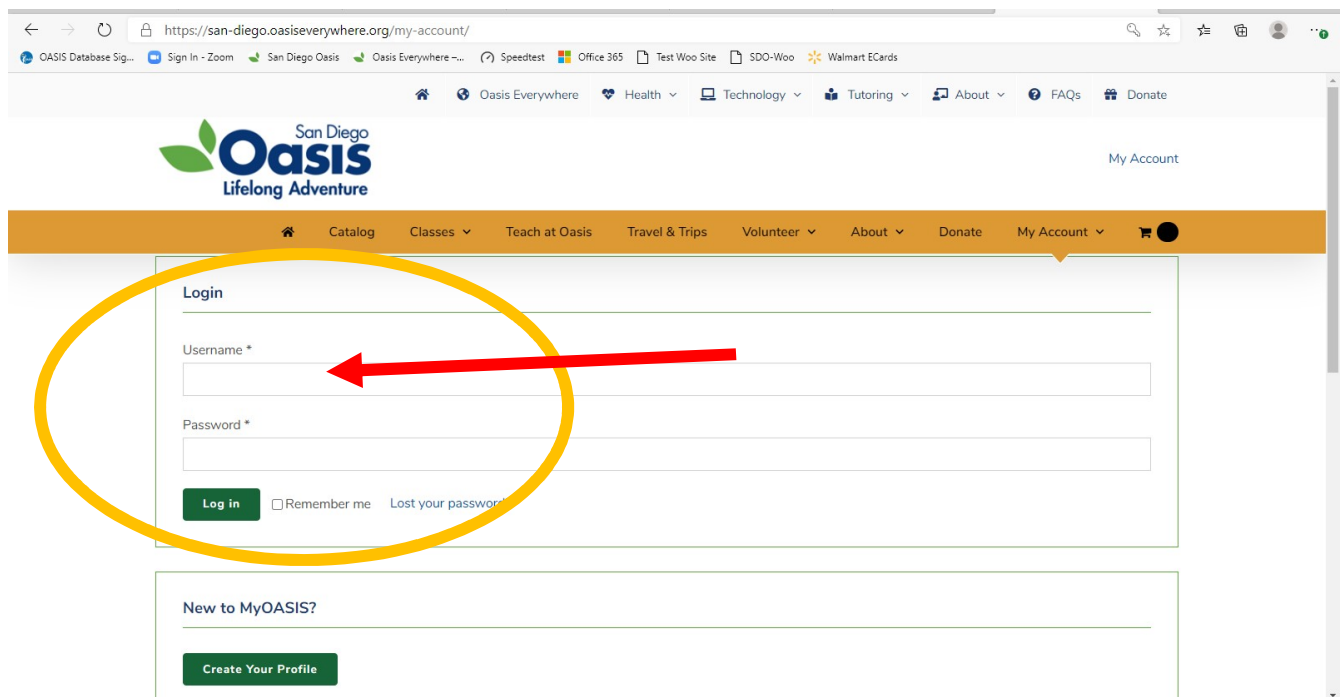 https://san-diego.oasiseverywhere.org/my-account/
OASIS Database Sig... Sign In - Zoom San Diego Oasis Oasis Everywhere –... Speedtest Office 365 Test Woo Site SDO-Woo Walmart ECards
Oasis Everywhere Health Technology Tutoring About FAQs Donate
San Diego
Oasis
Lifelong Adventure
My Account
Catalog Classes Teach at Oasis Travel & Trips Volunteer About Donate My Account
Login
Username *
Password *
Log in Remember me Lost your password
New to MyOASIS?
Create Your Profile